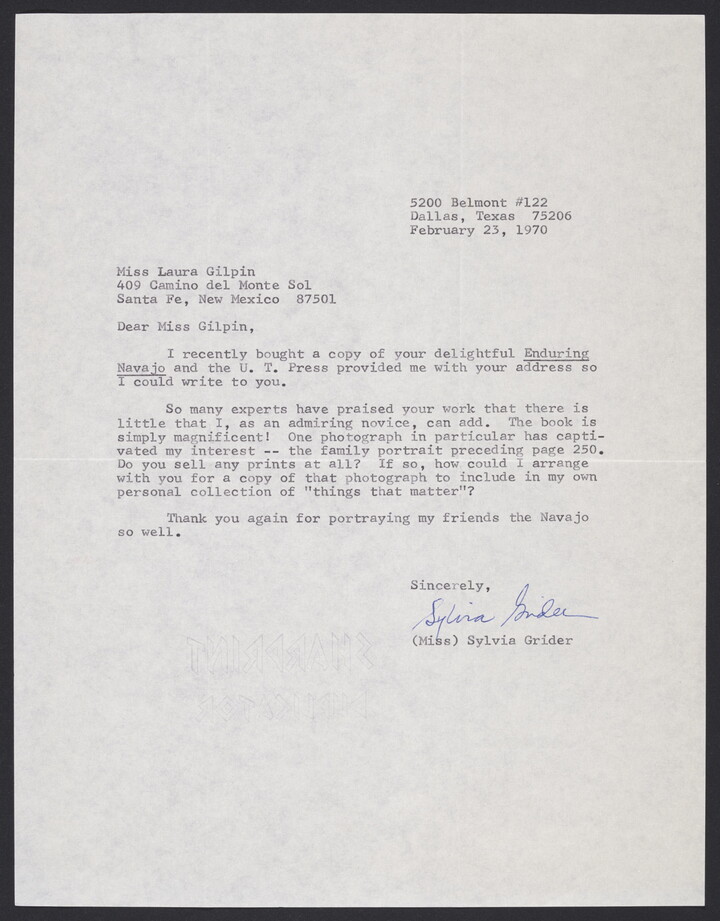 5200 Belmont #122
Dallas, Texas 75206
February 23, 1970
Miss Laura Gilpin
409 Camino del Monte Sol
Santa Fe, New Mexico 87501
Dear Miss Gilpin,
I recently bought a copy of your delightful Enduring
Navajo and the U. T. Press provided me with your address so
I could write to you.
So many experts have praised your work that there is
little that I, as an admiring novice, can add. The book is
simply magnificent! One photograph in particular has capti-
vated my interest -- the family portrait preceding page 250.
Do you sell any prints at all? If so, how could I arrange
with you for a copy of that photograph to include in my own
personal collection of "things that matter"?
Thank you again for portraying my friends the Navajo
so well.
Sincerely,
Sylvia Grider
(Miss) Sylvia Grider